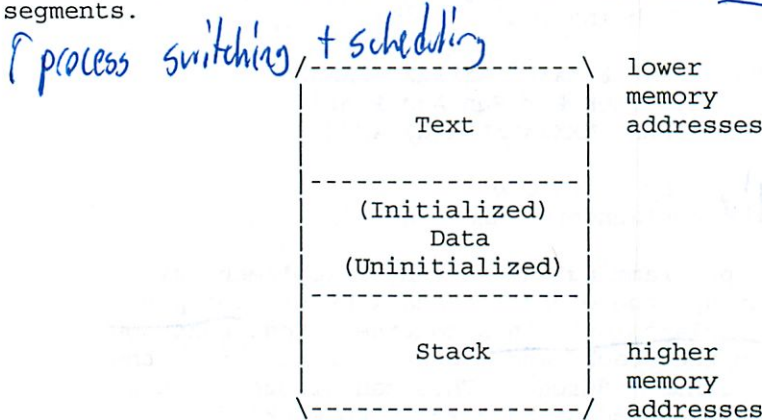 segments.
↑ process switching + scheduling
/------------------\ lower
memory
Text addresses
------------------
(Initialized)
Data
(Uninitialized)
------------------
Stack higher
memory
\------------------/ addresses